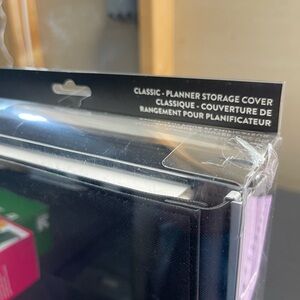 CLASSIC - PLANNER STORAGE COVER
CLASSIQUE - COUVERTURE DE
RANGEMENT POUR PLANIFICATEUR